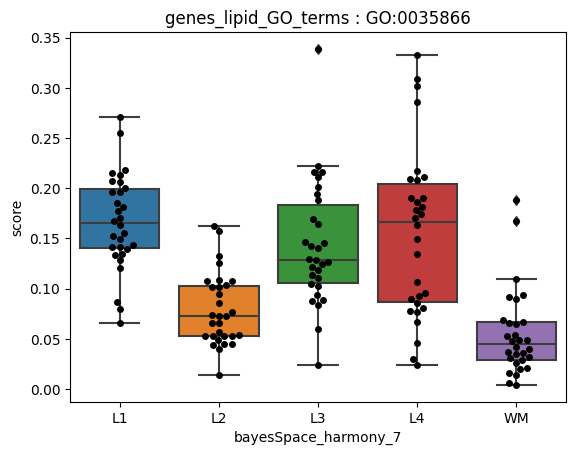 genes_lipid_GO_terms : GO:0035866
0.35
0.30
0.25
0.20
0.15
0.10
0.05
0.00
score
L1 L2 L3 L4 WM
bayesSpace_harmony_7